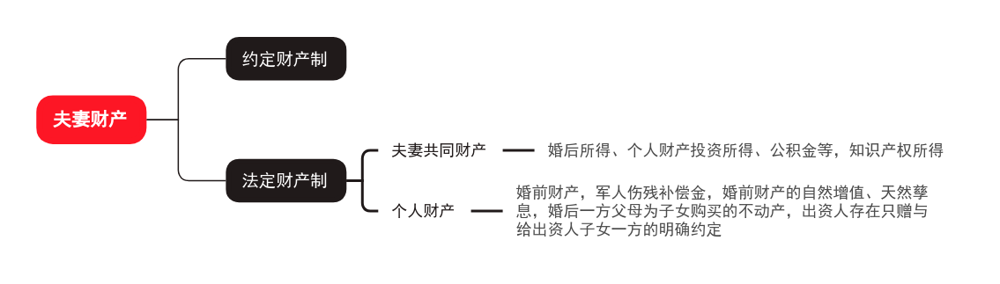 夫妻财产
约定财产制
法定财产制
夫妻共同财产
婚后所得、个人财产投资所得、公积金等，知识产权所得
个人财产
婚前财产，军人伤残补偿金，婚前财产的自然增值、天然孳
息，婚后一方父母为子女购买的不动产，出资人存在只赠与
给出资人子女一方的明确约定